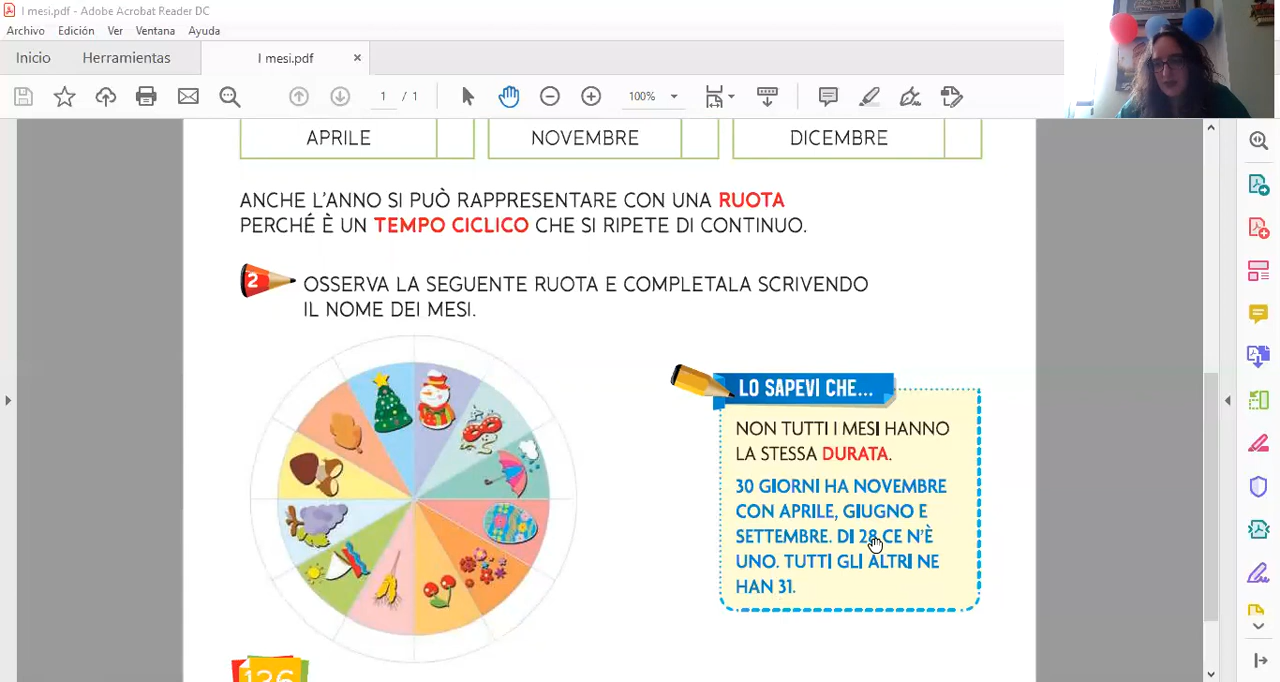 I mesi.pdf - Adobe Acrobat Reader DC
Archivo Edición Ver Ventana Ayuda
Inicio Herramientas I mesi.pdf ×
1 / 1 100%
APRILE NOVEMBRE DICEMBRE
ANCHE L'ANNO SI PUÒ RAPPRESENTARE CON UNA RUOTA
PERCHÉ È UN TEMPO CICLICO CHE SI RIPETE DI CONTINUO.
2 OSSERVA LA SEGUENTE RUOTA E COMPLETALA SCRIVENDO
IL NOME DEI MESI.
LO SAPEVI CHE...
NON TUTTI I MESI HANNO
LA STESSA DURATA.
30 GIORNI HA NOVEMBRE
CON APRILE, GIUGNO E
SETTEMBRE. DI 28 CE N'È
UNO. TUTTI GLI ALTRI NE
HAN 31.
136